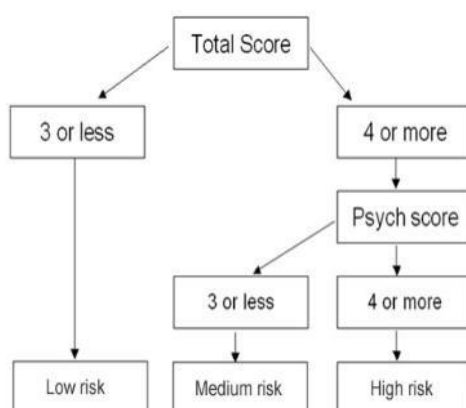 Total Score
3 or less
4 or more
Psych score
3 or less
4 or more
Low risk
Medium risk
High risk